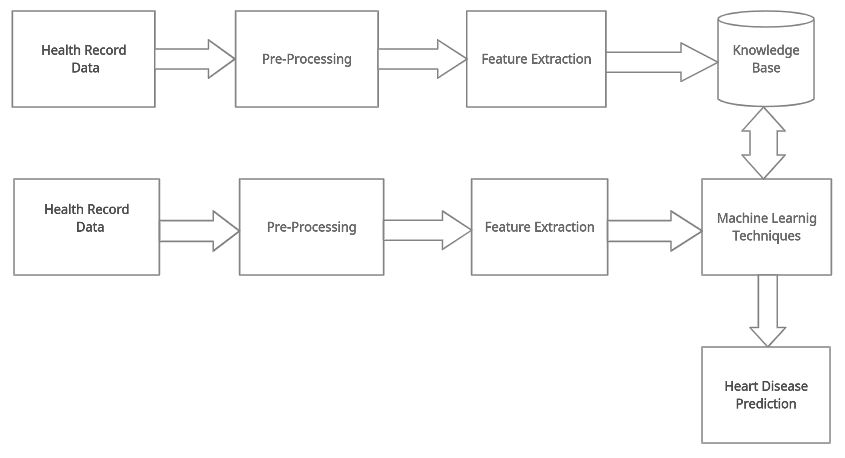 Health Record
Data
Pre-Processing
Feature Extraction
Knowledge
Base
Health Record
Data
Pre-Processing
Feature Extraction
Machine Learnig
Techniques
Heart Disease
Prediction